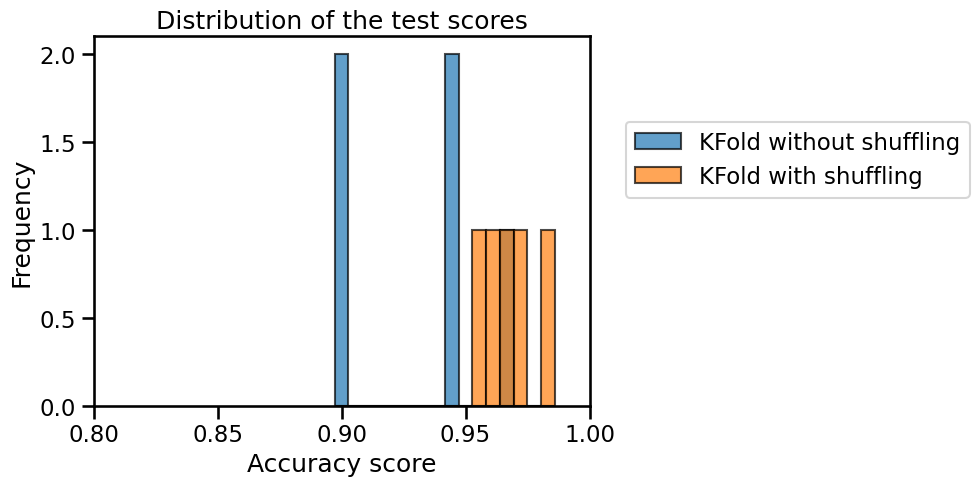 Distribution of the test scores
2.0
1.5
1.0
0.5
0.0
Frequency
0.80 0.85 0.90 0.95 1.00
Accuracy score
KFold without shuffling
KFold with shuffling